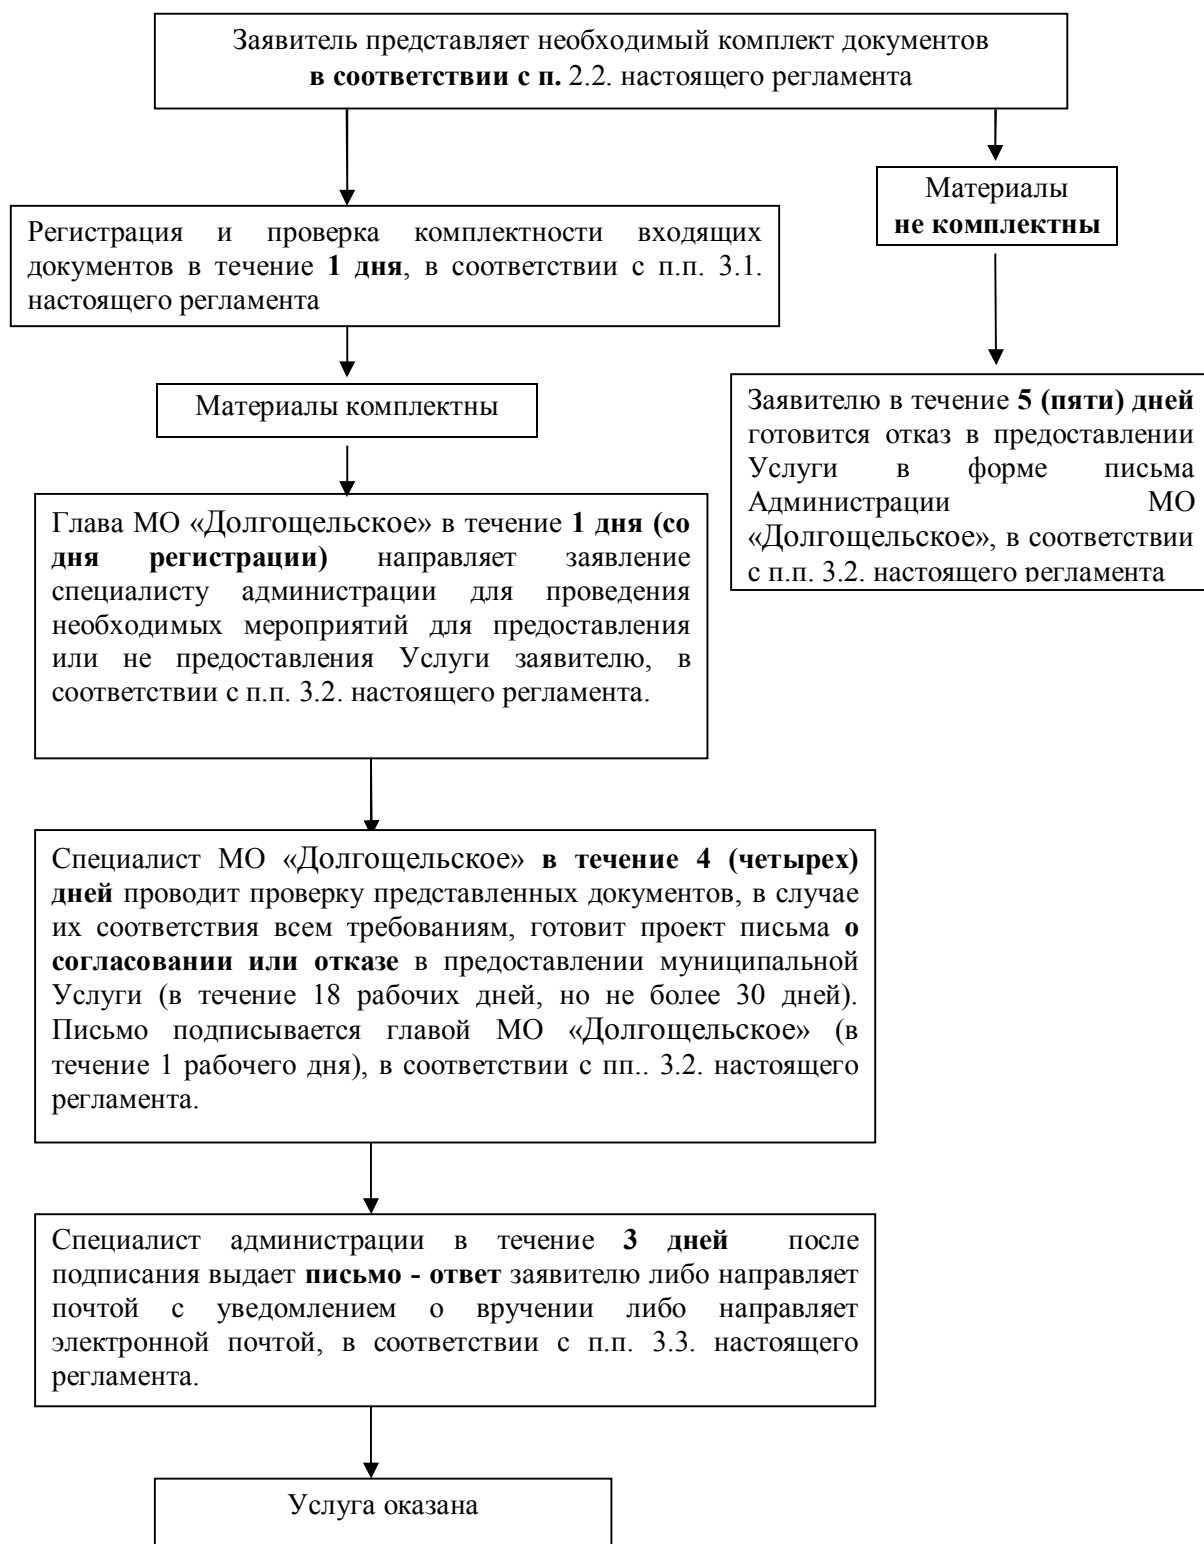 Заявитель представляет необходимый комплект документов
в соответствии с п. 2.2. настоящего регламента
Материалы
не комплектны
Регистрация и проверка комплектности входящих
документов в течение 1 дня, в соответствии с п.п. 3.1.
настоящего регламента
Материалы комплектны
Заявителю в течение 5 (пяти) дней
готовится отказ в предоставлении
Услуги в форме письма
Администрации МО
«Долгощельское», в соответствии
с п.п. 3.2. настоящего регламента
Глава МО «Долгощельское» в течение 1 дня (со
дня регистрации) направляет заявление
специалисту администрации для проведения
необходимых мероприятий для предоставления
или не предоставления Услуги заявителю, в
соответствии с п.п. 3.2. настоящего регламента.
Специалист МО «Долгощельское» в течение 4 (четырех)
дней проводит проверку представленных документов, в случае
их соответствия всем требованиям, готовит проект письма о
согласовании или отказе в предоставлении муниципальной
Услуги (в течение 18 рабочих дней, но не более 30 дней).
Письмо подписывается главой МО «Долгощельское» (в
течение 1 рабочего дня), в соответствии с пп.. 3.2. настоящего
регламента.
Специалист администрации в течение 3 дней после
подписания выдает письмо - ответ заявителю либо направляет
почтой с уведомлением о вручении либо направляет
электронной почтой, в соответствии с п.п. 3.3. настоящего
регламента.
Услуга оказана